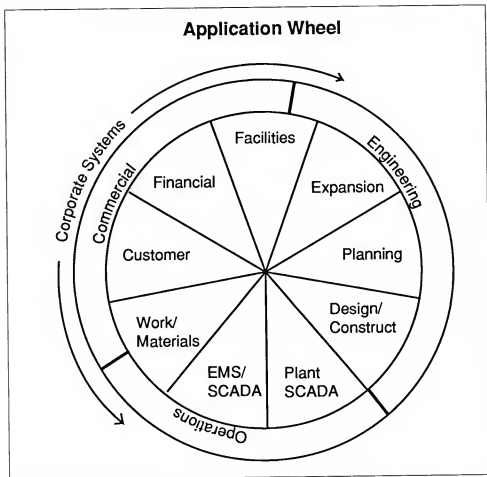 Application Wheel
Corporate Systems
Commercial
Engineering
Operations
Facilities
Expansion
Planning
Design/
Construct
Plant
SCADA
EMS/
SCADA
Work/
Materials
Customer
Financial